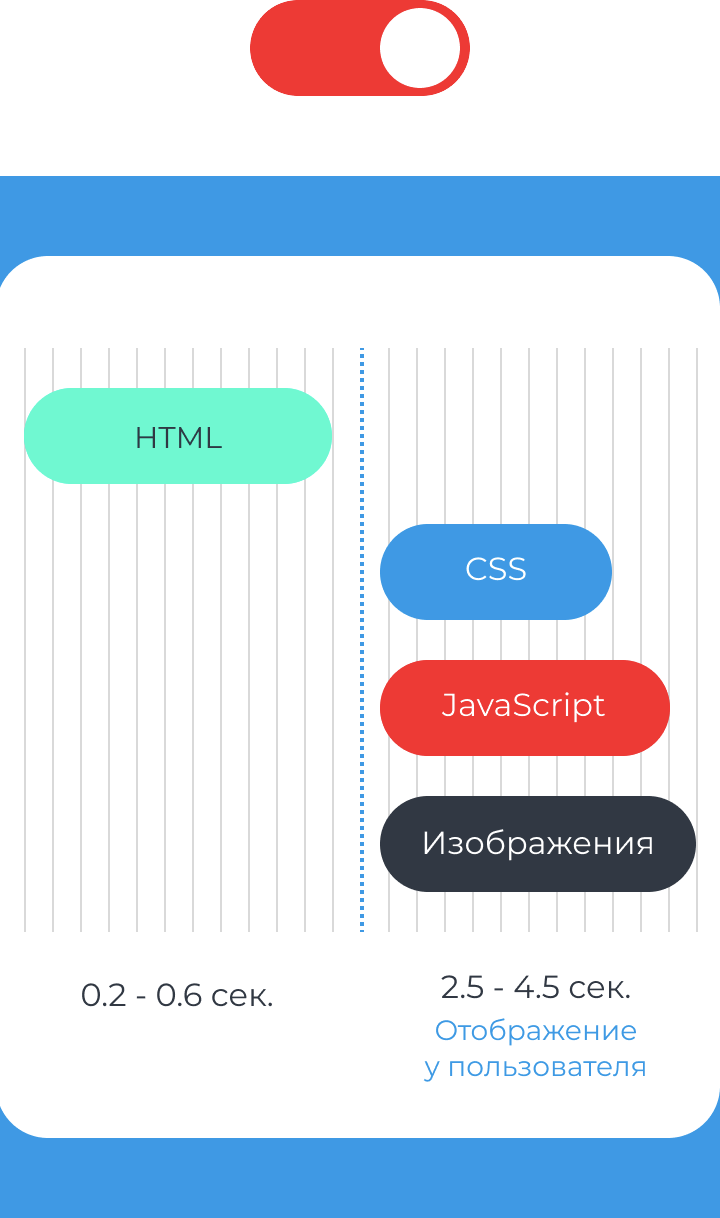 HTML
CSS
JavaScript
Изображения
0.2 - 0.6 сек.
2.5 - 4.5 сек.
Отображение
у пользователя